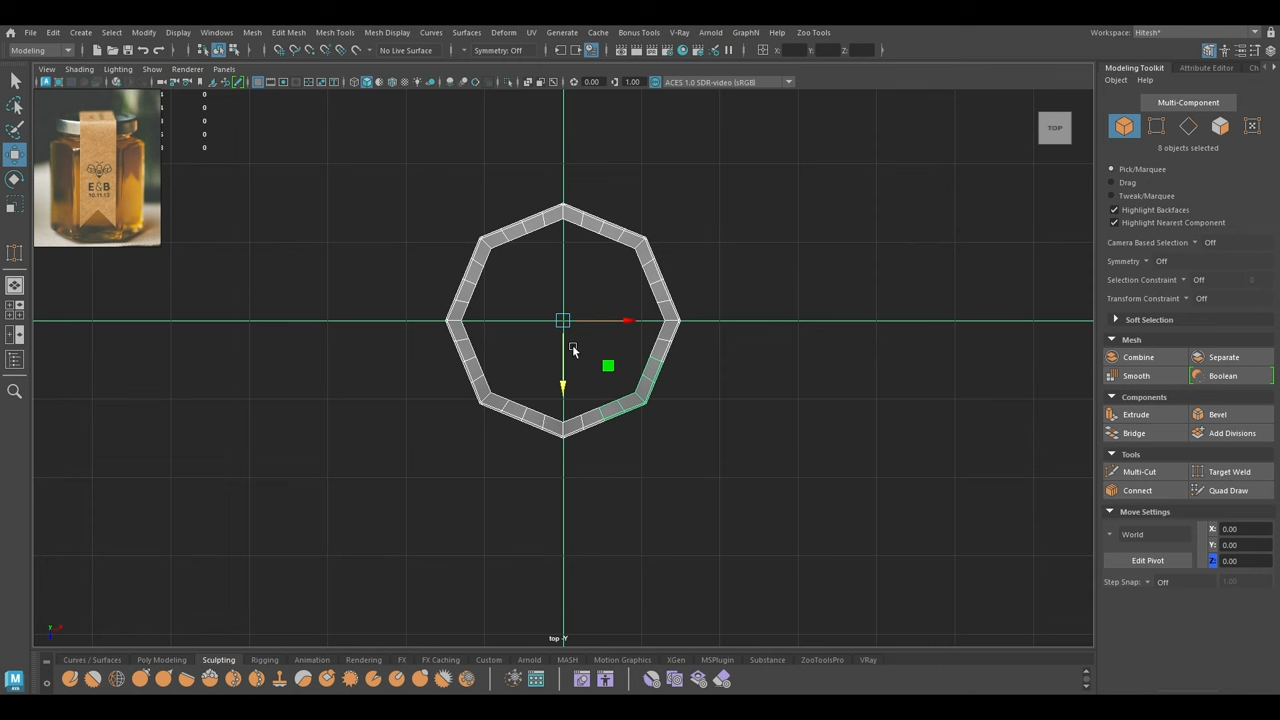 File Edit Create Select Modify Display Windows Mesh Edit Mesh Mesh Tools Mesh Display Curves Surfaces Deform UV Generate Cache Bonus Tools V-Ray Arnold GraphN Help Zoo Tools Workspace: Hitesh*
Modeling No Live Surface Symmetry: Off X: Y: Z:
View Shading Lighting Show Renderer Panels
0.00 1.00 ACES 1.0 SDR-video (sRGB)
Modeling Toolkit Attribute Editor Ch
Object Help
Multi-Component
8 objects selected
Pick/Marquee
Drag
Tweak/Marquee
Highlight Backfaces
Highlight Nearest Component
Camera Based Selection Off
Symmetry Off
Selection Constraint Off 0
Transform Constraint Off
Soft Selection
Mesh
Combine Separate
Smooth Boolean
Components
Extrude Bevel
Bridge Add Divisions
Tools
Multi-Cut Target Weld
Connect Quad Draw
Move Settings
World X: 0.00
Y: 0.00
Edit Pivot Z: 0.00
Step Snap: Off 1.00
0
0
0
0
0
E&B
10.11.13
TOP
y
top -Y
Curves / Surfaces Poly Modeling Sculpting Rigging Animation Rendering FX FX Caching Custom Arnold MASH Motion Graphics XGen MSPlugin Substance ZooToolsPro VRay
M